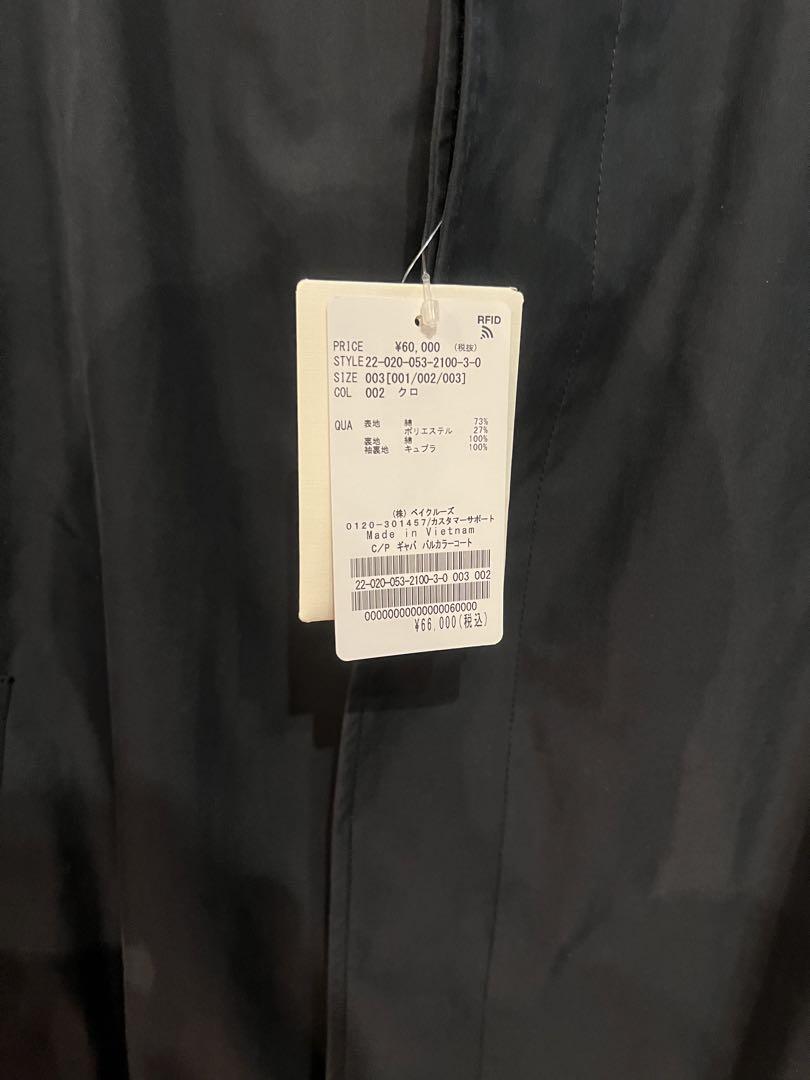 RFID
PRICE ¥60,000 (税抜)
STYLE22-020-053-2100-3-0
SIZE 003[001/002/003]
COL 002 クロ
QUA 表地 綿 73%
ポリエステル 27%
裏地 綿 100%
袖裏地 キュプラ 100%
(株) ベイクルーズ
0120-301457/カスタマーサポート
Made in Vietnam
C/P ギャバ バルカラーコート
22-020-053-2100-3-0 003 002
0000000000000000060000
¥66,000(税込)